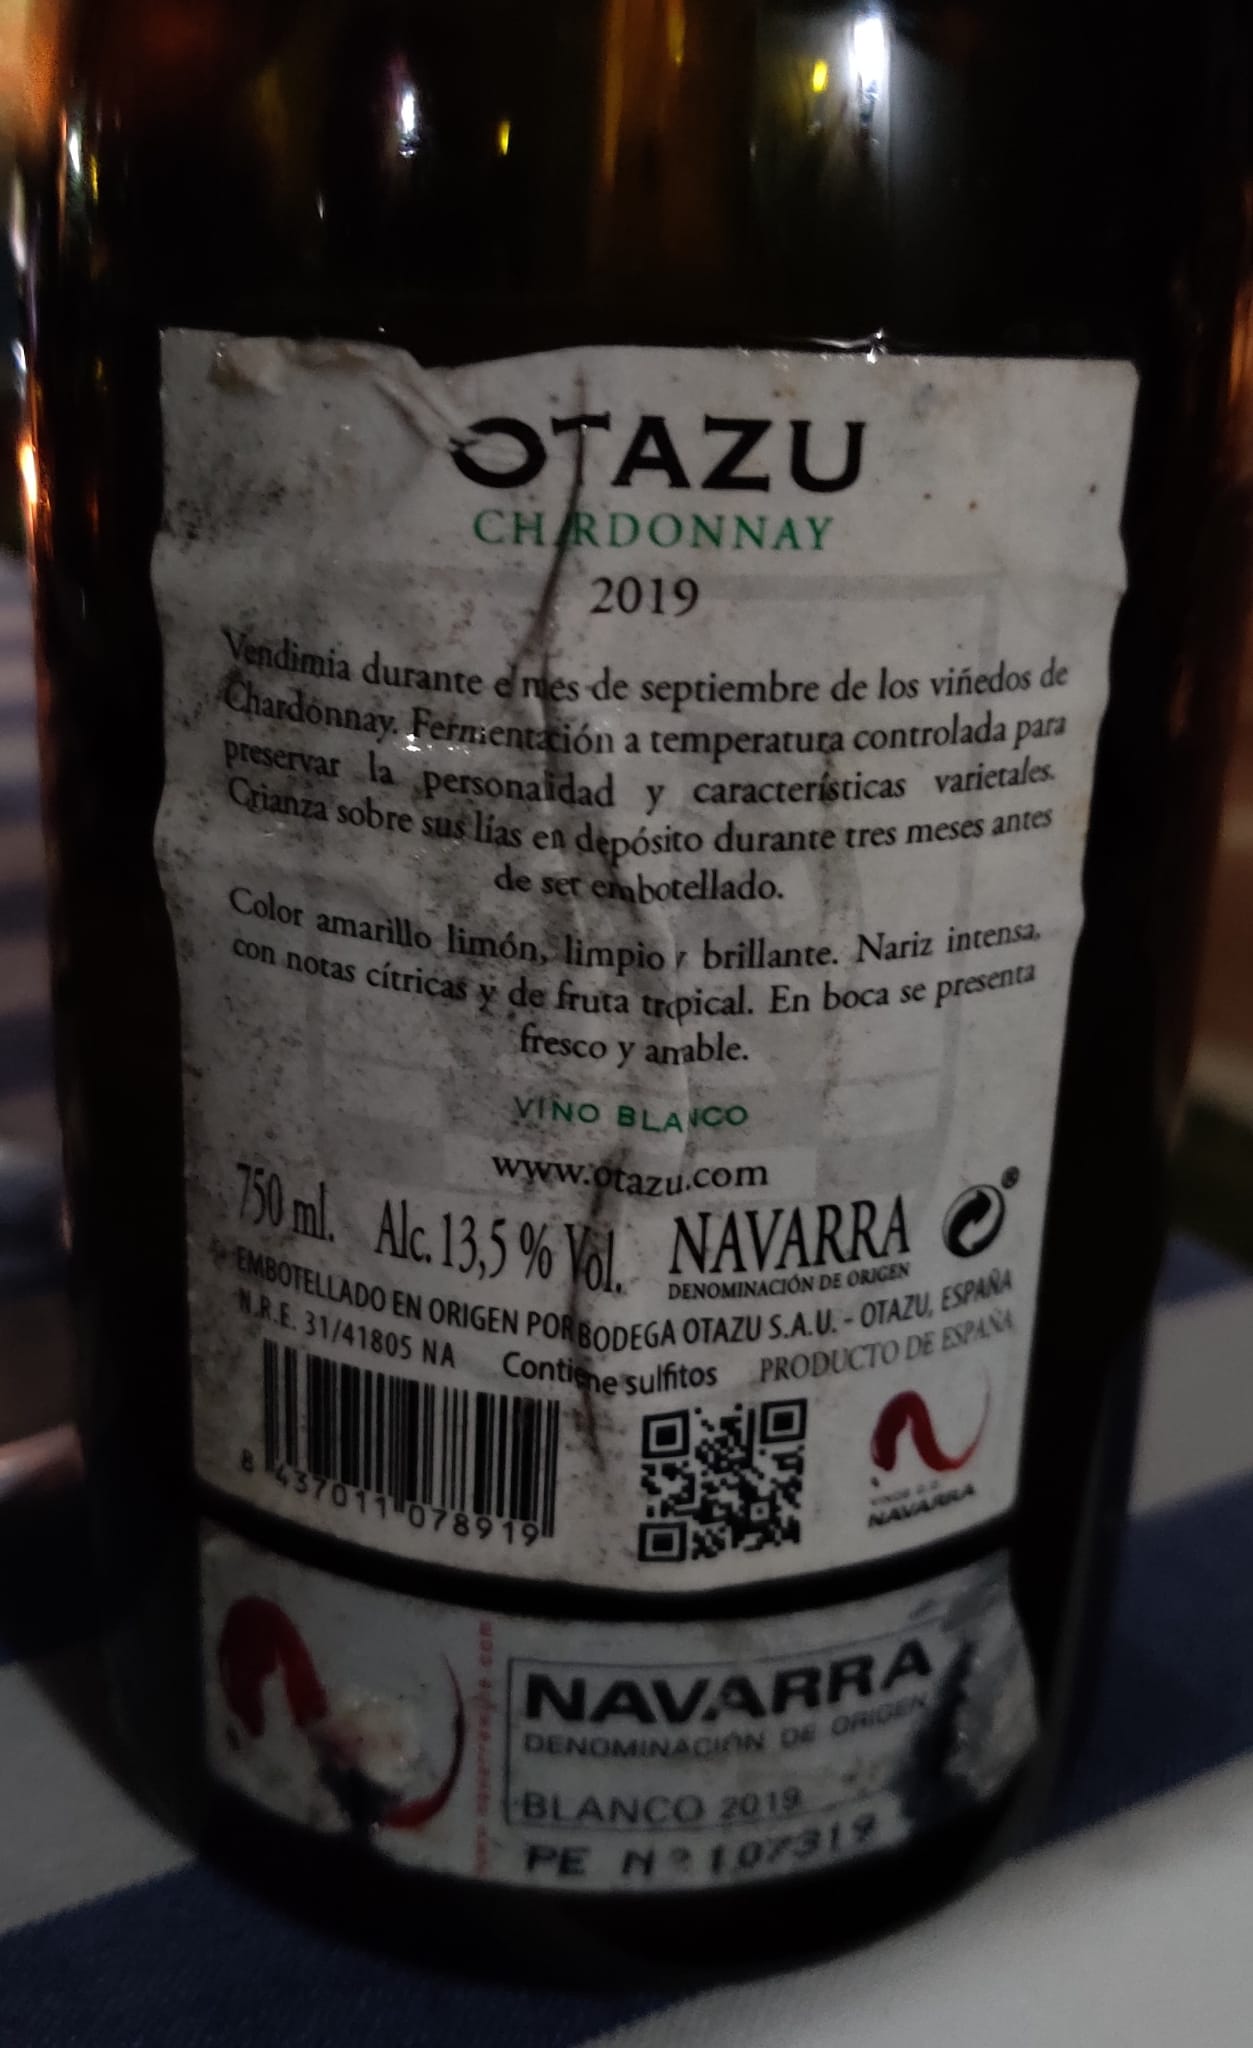 OTAZU
CHARDONNAY
2019
Vendimia durante el mes de septiembre de los viñedos de
Chardonnay. Fermentación a temperatura controlada para
preservar la personalidad y características varietales.
Crianza sobre sus lías en depósito durante tres meses antes
de ser embotellado.
Color amarillo limón, limpio y brillante. Nariz intensa,
con notas cítricas y de fruta tropical. En boca se presenta
fresco y amable.
VINO BLANCO
www.otazu.com
750 ml. Alc. 13,5 % Vol. NAVARRA
DENOMINACIÓN DE ORIGEN
EMBOTELLADO EN ORIGEN POR BODEGA OTAZU S.A.U. - OTAZU, ESPAÑA
N.R.E. 31/41805 NA Contiene sulfitos PRODUCTO DE ESPAÑA
8 437011 078919
VINOS D.O.
NAVARRA
NAVARRA
DENOMINACIÓN DE ORIGEN
BLANCO 2019
PE Nº 107319